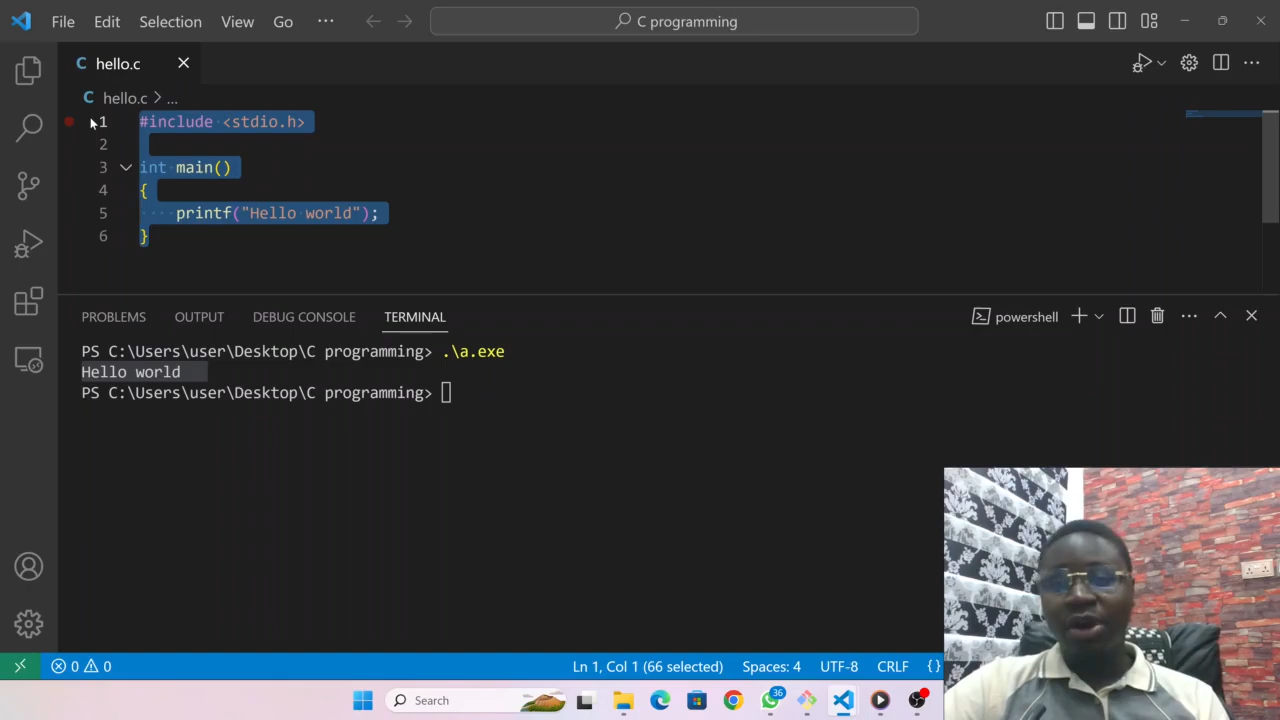 File Edit Selection View Go ··· C programming
C hello.c
C hello.c > ...
1 #include <stdio.h>
2
3 int main()
4 {
5 printf("Hello world");
6 }
PROBLEMS OUTPUT DEBUG CONSOLE TERMINAL powershell
PS C:\Users\user\Desktop\C programming> .\a.exe
Hello world
PS C:\Users\user\Desktop\C programming>
0 0 Ln 1, Col 1 (66 selected) Spaces: 4 UTF-8 CRLF {}
Search 36